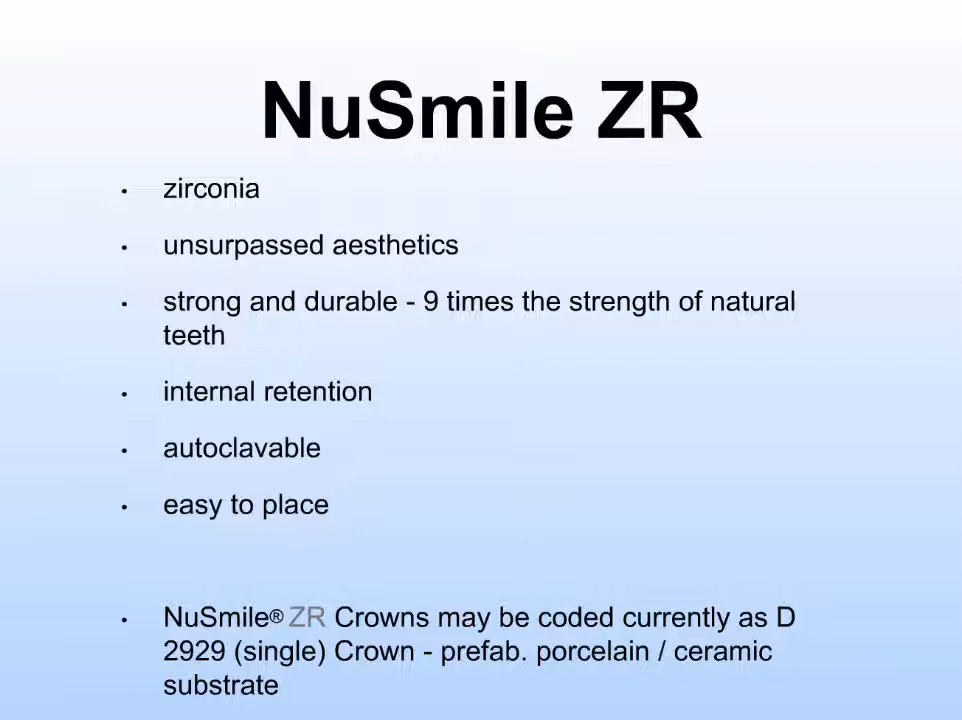 NuSmile ZR
• zirconia
• unsurpassed aesthetics
• strong and durable - 9 times the strength of natural
teeth
• internal retention
• autoclavable
• easy to place
• NuSmile® ZR Crowns may be coded currently as D
2929 (single) Crown - prefab. porcelain / ceramic
substrate